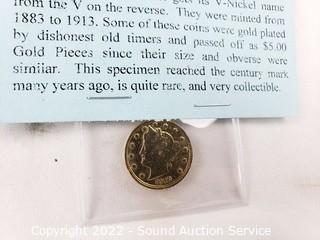 from the V on the reverse. They were minted from
1883 to 1913. Some of these coins were gold plated
by dishonest old timers and passed off as $5.00
Gold Pieces since their size and obverse were
similar. This specimen reached the century mark
many years ago, is quite rare, and very collectible.
Copyright 2022 - Sound Auction Service